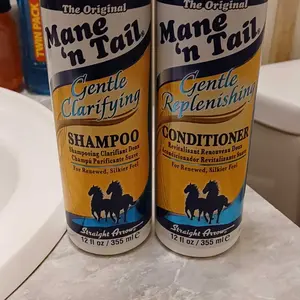 TWIN PACK
The Original
Mane
'n Tail
Gentle
Clarifying
SHAMPOO
Shampooing Clarifiant Doux
Champú Purificante Suave
For Renewed, Silkier Feel
Straight Arrow
12 fl oz / 355 ml C
The Original
Mane
'n Tail
Gentle
Replenishing
CONDITIONER
Revitalisant Renouveau Doux
Acondicionador Revitalizante Suave
For Renewed, Silkier Feel
Straight Arrow
12 fl oz / 355 ml C